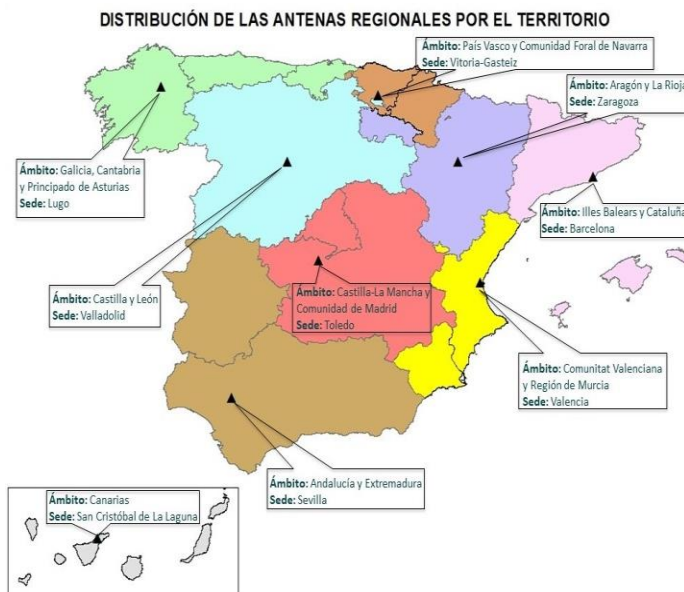 DISTRIBUCIÓN DE LAS ANTENAS REGIONALES POR EL TERRITORIO
Ámbito: País Vasco y Comunidad Foral de Navarra
Sede: Vitoria-Gasteiz
Ámbito: Aragón y La Rioja
Sede: Zaragoza
Ámbito: Galicia, Cantabria
y Principado de Asturias
Sede: Lugo
Ámbito: Illes Balears y Cataluña
Sede: Barcelona
Ámbito: Castilla y León
Sede: Valladolid
Ámbito: Castilla-La Mancha y
Comunidad de Madrid
Sede: Toledo
Ámbito: Comunitat Valenciana
y Región de Murcia
Sede: Valencia
Ámbito: Andalucía y Extremadura
Sede: Sevilla
Ámbito: Canarias
Sede: San Cristóbal de La Laguna